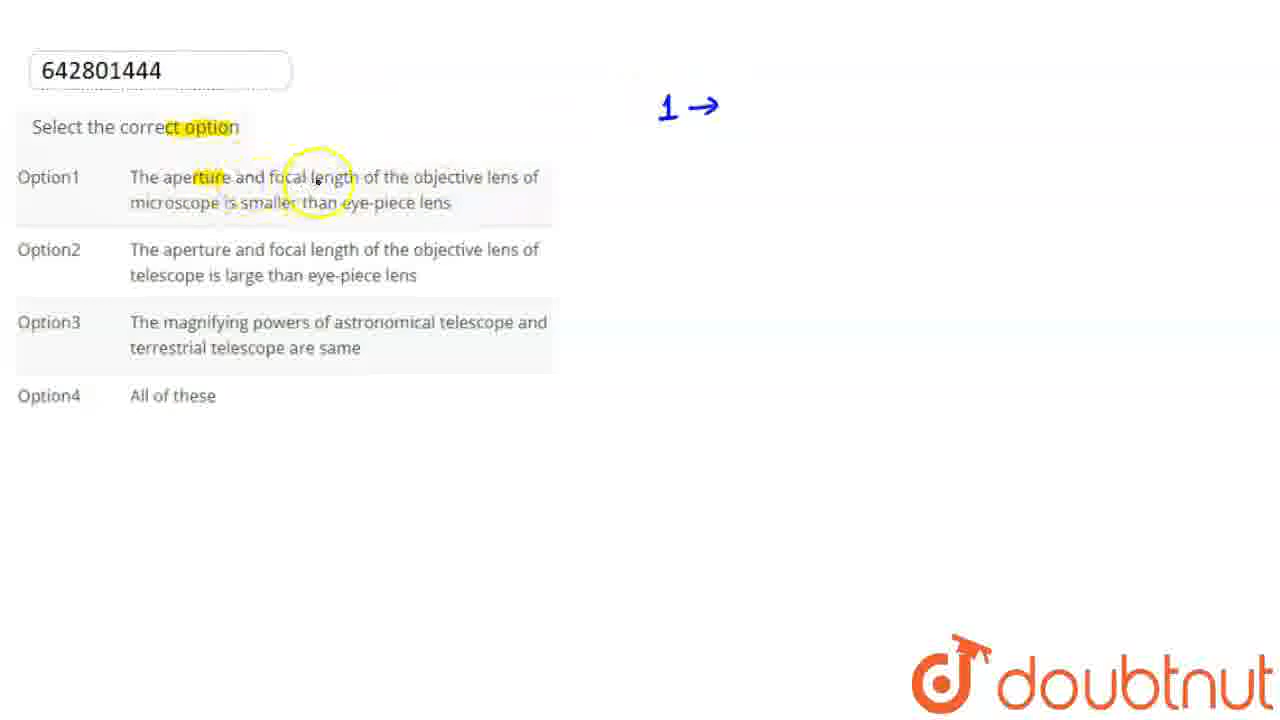 642801444
1 →
Select the correct option
Option1 The aperture and focal length of the objective lens of
microscope is smaller than eye-piece lens
Option2 The aperture and focal length of the objective lens of
telescope is large than eye-piece lens
Option3 The magnifying powers of astronomical telescope and
terrestrial telescope are same
Option4 All of these
doubtnut